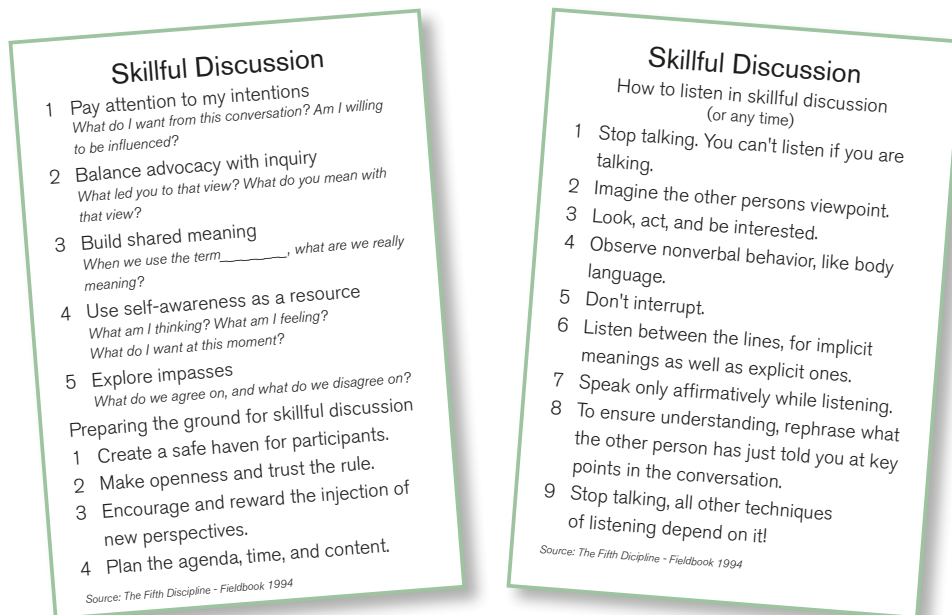 Skillful Discussion
1 Pay attention to my intentions
What do I want from this conversation? Am I willing
to be influenced?
2 Balance advocacy with inquiry
What led you to that view? What do you mean with
that view?
3 Build shared meaning
When we use the term________, what are we really
meaning?
4 Use self-awareness as a resource
What am I thinking? What am I feeling?
What do I want at this moment?
5 Explore impasses
What do we agree on, and what do we disagree on?
Preparing the ground for skillful discussion
1 Create a safe haven for participants.
2 Make openness and trust the rule.
3 Encourage and reward the injection of
new perspectives.
4 Plan the agenda, time, and content.
Source: The Fifth Discipline - Fieldbook 1994
Skillful Discussion
How to listen in skillful discussion
(or any time)
1 Stop talking. You can't listen if you are
talking.
2 Imagine the other persons viewpoint.
3 Look, act, and be interested.
4 Observe nonverbal behavior, like body
language.
5 Don't interrupt.
6 Listen between the lines, for implicit
meanings as well as explicit ones.
7 Speak only affirmatively while listening.
8 To ensure understanding, rephrase what
the other person has just told you at key
points in the conversation.
9 Stop talking, all other techniques
of listening depend on it!
Source: The Fifth Dicipline - Fieldbook 1994